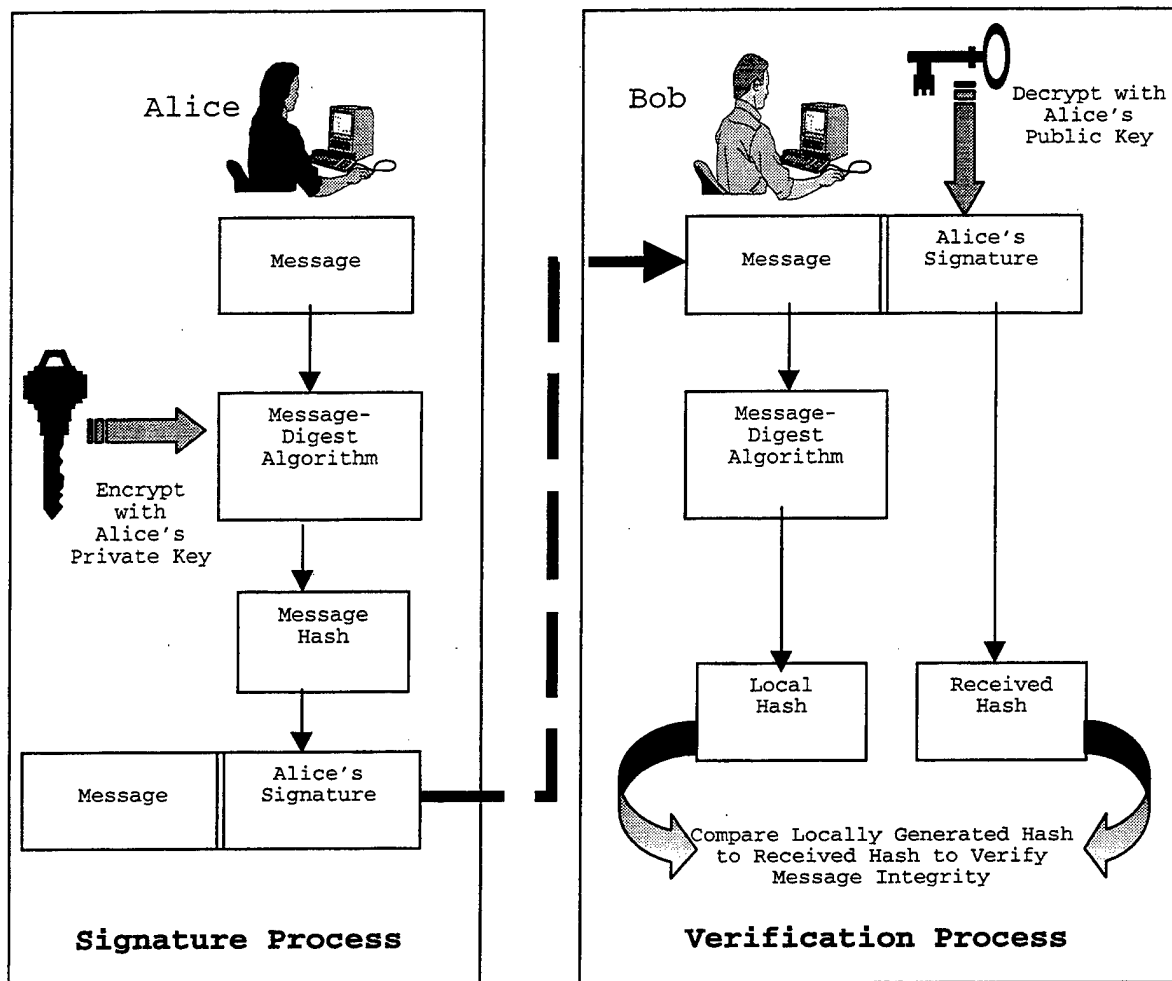 Alice
Message
Message-
Digest
Algorithm
Encrypt
with
Alice's
Private Key
Message
Hash
Message
Alice's
Signature
Signature Process
Bob
Decrypt with
Alice's
Public Key
Message
Alice's
Signature
Message-
Digest
Algorithm
Local
Hash
Received
Hash
Compare Locally Generated Hash
to Received Hash to Verify
Message Integrity
Verification Process